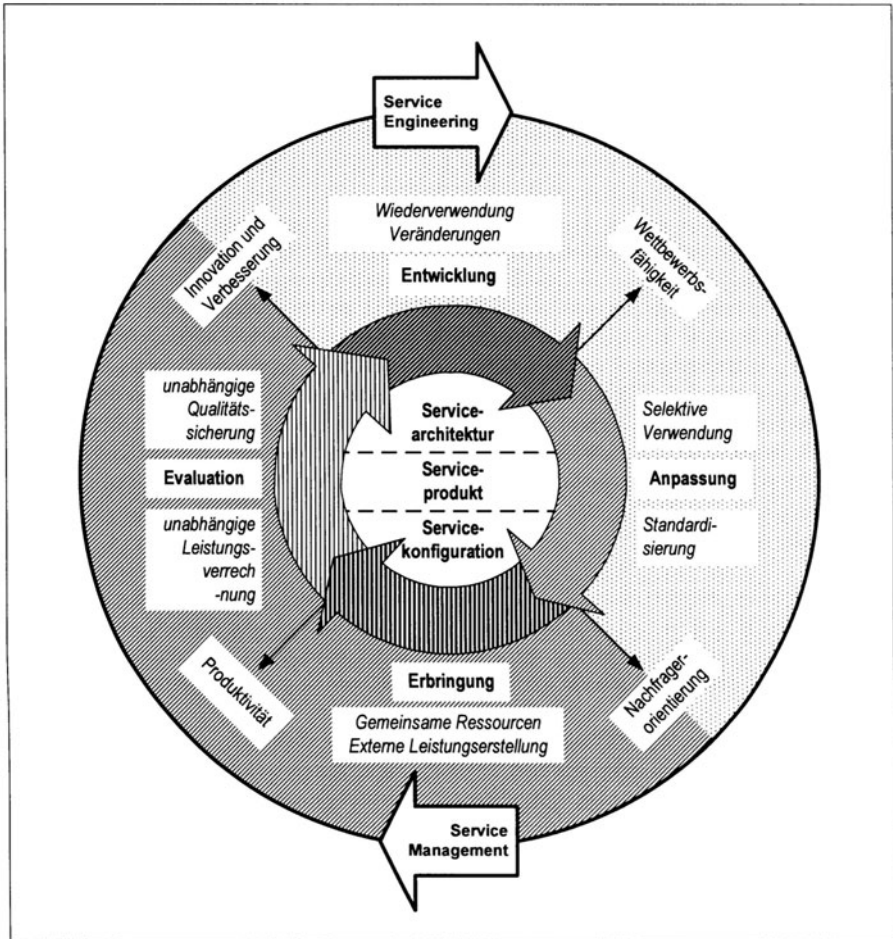 Service
Engineering
Wiederverwendung
Veränderungen
Entwicklung
Innovation und
Verbesserung
Wettbewerbs-
fähigkeit
unabhängige
Qualitäts-
sicherung
Evaluation
unabhängige
Leistungs-
verrech
-nung
Service-
architektur
Service-
produkt
Service-
konfiguration
Selektive
Verwendung
Anpassung
Standardi-
sierung
Produktivität
Erbringung
Gemeinsame Ressourcen
Externe Leistungserstellung
Nachfrager-
orientierung
Service
Management